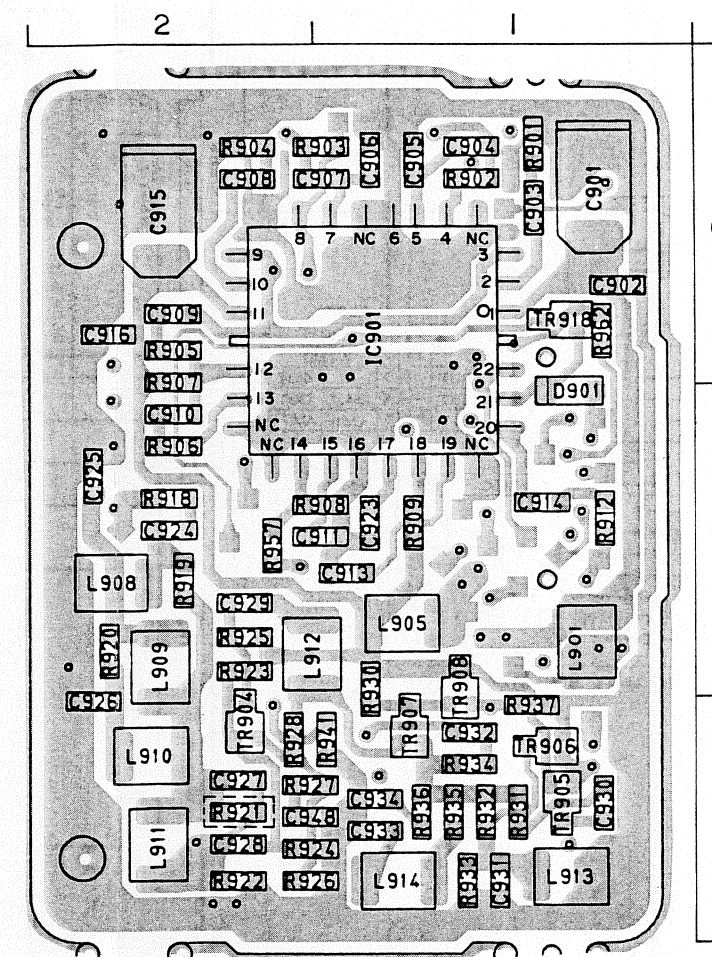 2 1
R904 R903 C906 C905 C904 R901
C908 C907 R902 C903 C901
C915
8 7 NC 6 5 4 NC
9 3
10 2
11 01
C902
C909 TR918 R962
C916 IC901
R905
12 22
R907 D901
13 21
C910
NC 20
R906
NC 14 15 16 17 18 19 NC
C925
R918 R908 C923 R909 C914 R912
C924 R957 C911
R919 C913
L908
C929
R925 L912 L905 L901
R920 L909
R923 R930 TR908
C926
TR904 R928 R941 TR907 R937
C932 TR906
L910 R934
C927 R927 C934 R936 R935 R932 R931 TR905 C930
R921 C948
L911 C928 C933
R924
R922 R926 L914 R933 C931 L913